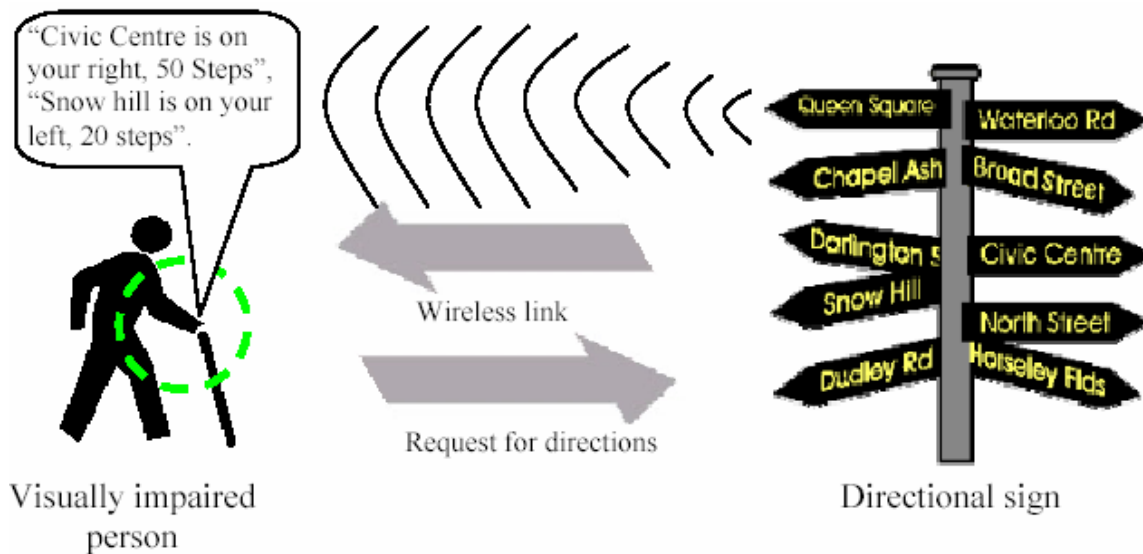 “Civic Centre is on
your right, 50 Steps”,
“Snow hill is on your
left, 20 steps”.
Queen Square
Waterloo Rd
Chapel Ash
Broad Street
Darlington S
Civic Centre
Snow Hill
North Street
Dudley Rd
Horseley Flds
Wireless link
Request for directions
Visually impaired
person
Directional sign